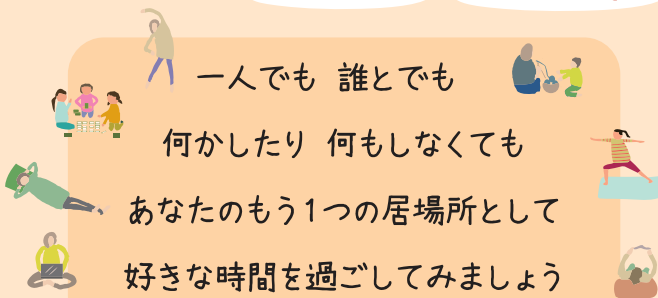 一人でも 誰とでも
何かしたり 何もしなくても
あなたのもう1つの居場所として
好きな時間を過ごしてみましょう